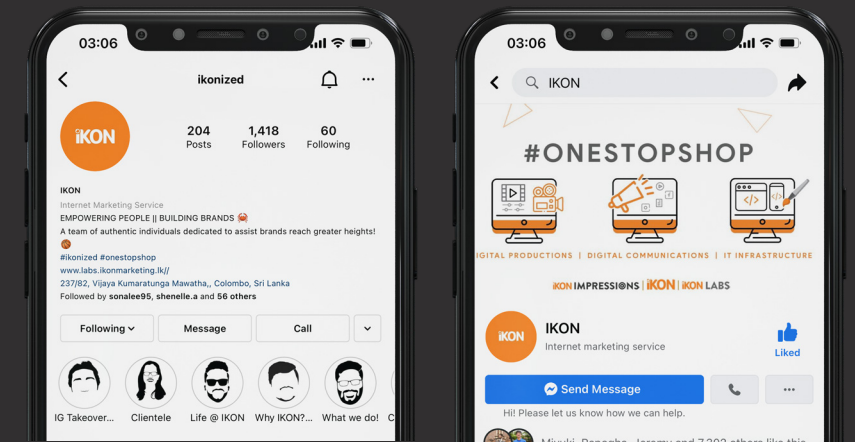 03:06
ikonized
iKON
204
1,418
60
Posts
Followers
Following
IKON
Internet Marketing Service
EMPOWERING PEOPLE || BUILDING BRANDS
A team of authentic individuals dedicated to assist brands reach greater heights!
#ikonized #onestopshop
www.labs.ikonmarketing.lk//
237/82, Vijaya Kumaratunga Mawatha,, Colombo, Sri Lanka
Followed by sonalee95, shenelle.a and 56 others
Following
Message
Call
IG Takeover...
Clientele
Life @ IKON
Why IKON?...
What we do!
C
03:06
IKON
#ONESTOPSHOP
IGITAL PRODUCTIONS | DIGITAL COMMUNICATIONS | IT INFRASTRUCTURE
iKON IMPRESSIONS | iKON | iKON LABS
iKON
IKON
Internet marketing service
Liked
Send Message
Hi! Please let us know how we can help.